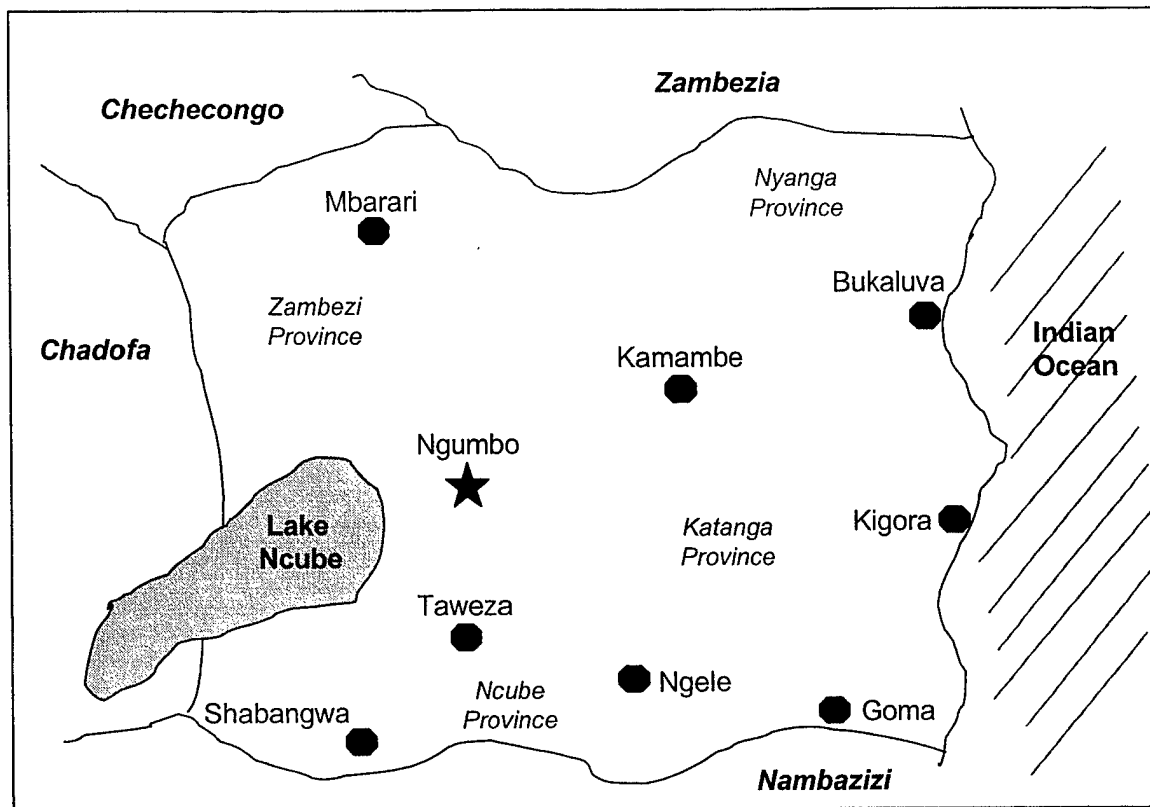 Chechecongo
Zambezia
Mbarari
Nyanga
Province
Bukaluva
Zambezi
Province
Chadofa
Kamambe
Indian
Ocean
Ngumbo
Lake
Ncube
Katanga
Province
Kigora
Taweza
Ncube
Province
Ngele
Shabangwa
Goma
Nambazizi